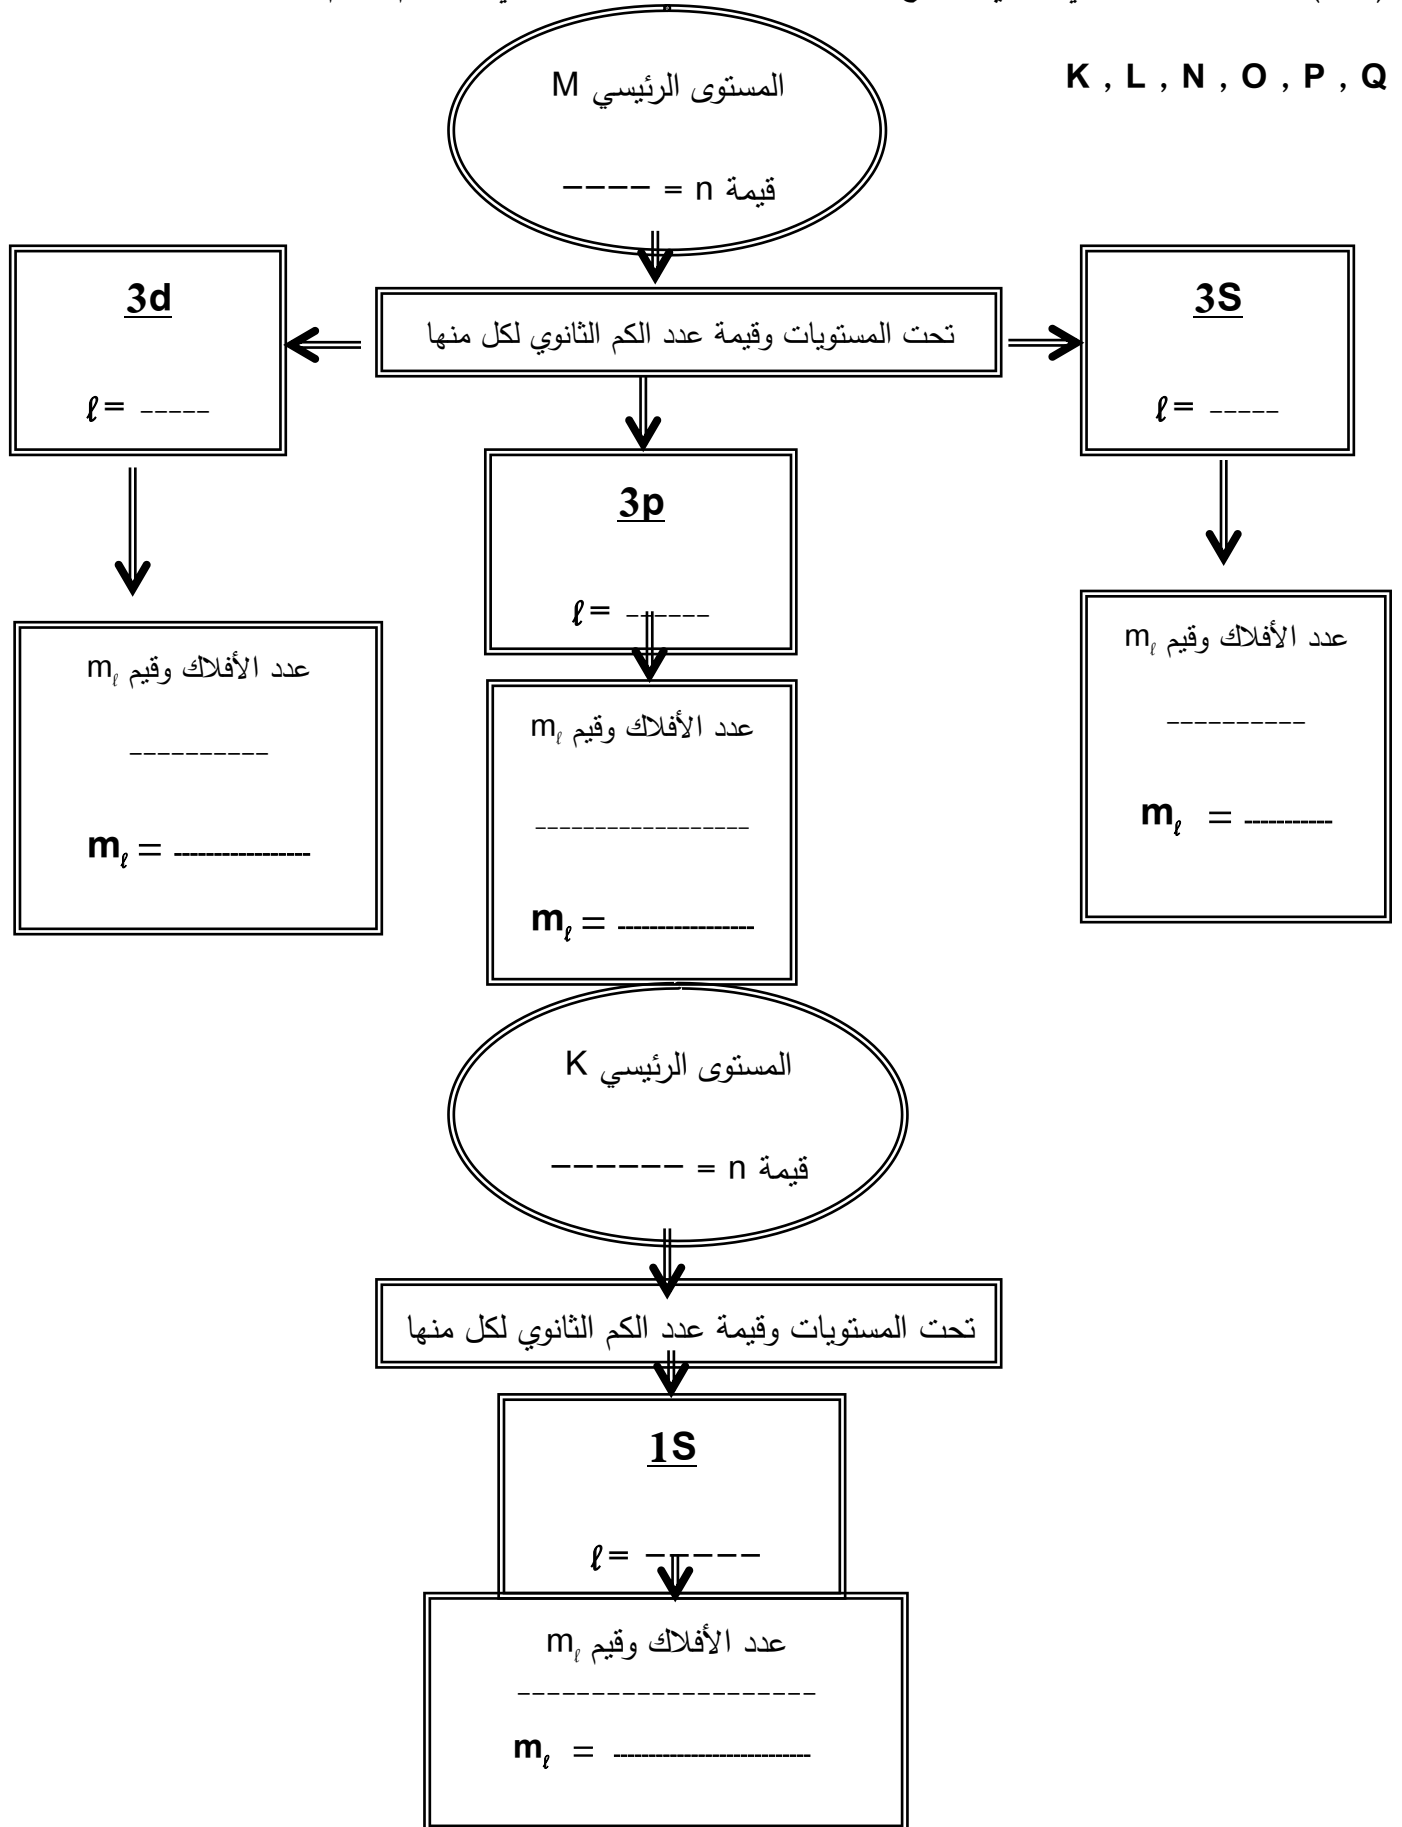 K , L , N , O , P , Q
المستوى الرئيسي M
قيمة n = ----
3d
ℓ = -----
تحت المستويات وقيمة عدد الكم الثانوي لكل منها
3S
ℓ = -----
3p
ℓ = ------
عدد الأفلاك وقيم mℓ
----------
mℓ = -----------------
عدد الأفلاك وقيم mℓ
------------------
mℓ = -----------------
عدد الأفلاك وقيم mℓ
----------
mℓ = -----------
المستوى الرئيسي K
قيمة n = ------
تحت المستويات وقيمة عدد الكم الثانوي لكل منها
1S
ℓ = -----
عدد الأفلاك وقيم mℓ
--------------------
mℓ = ----------------------------